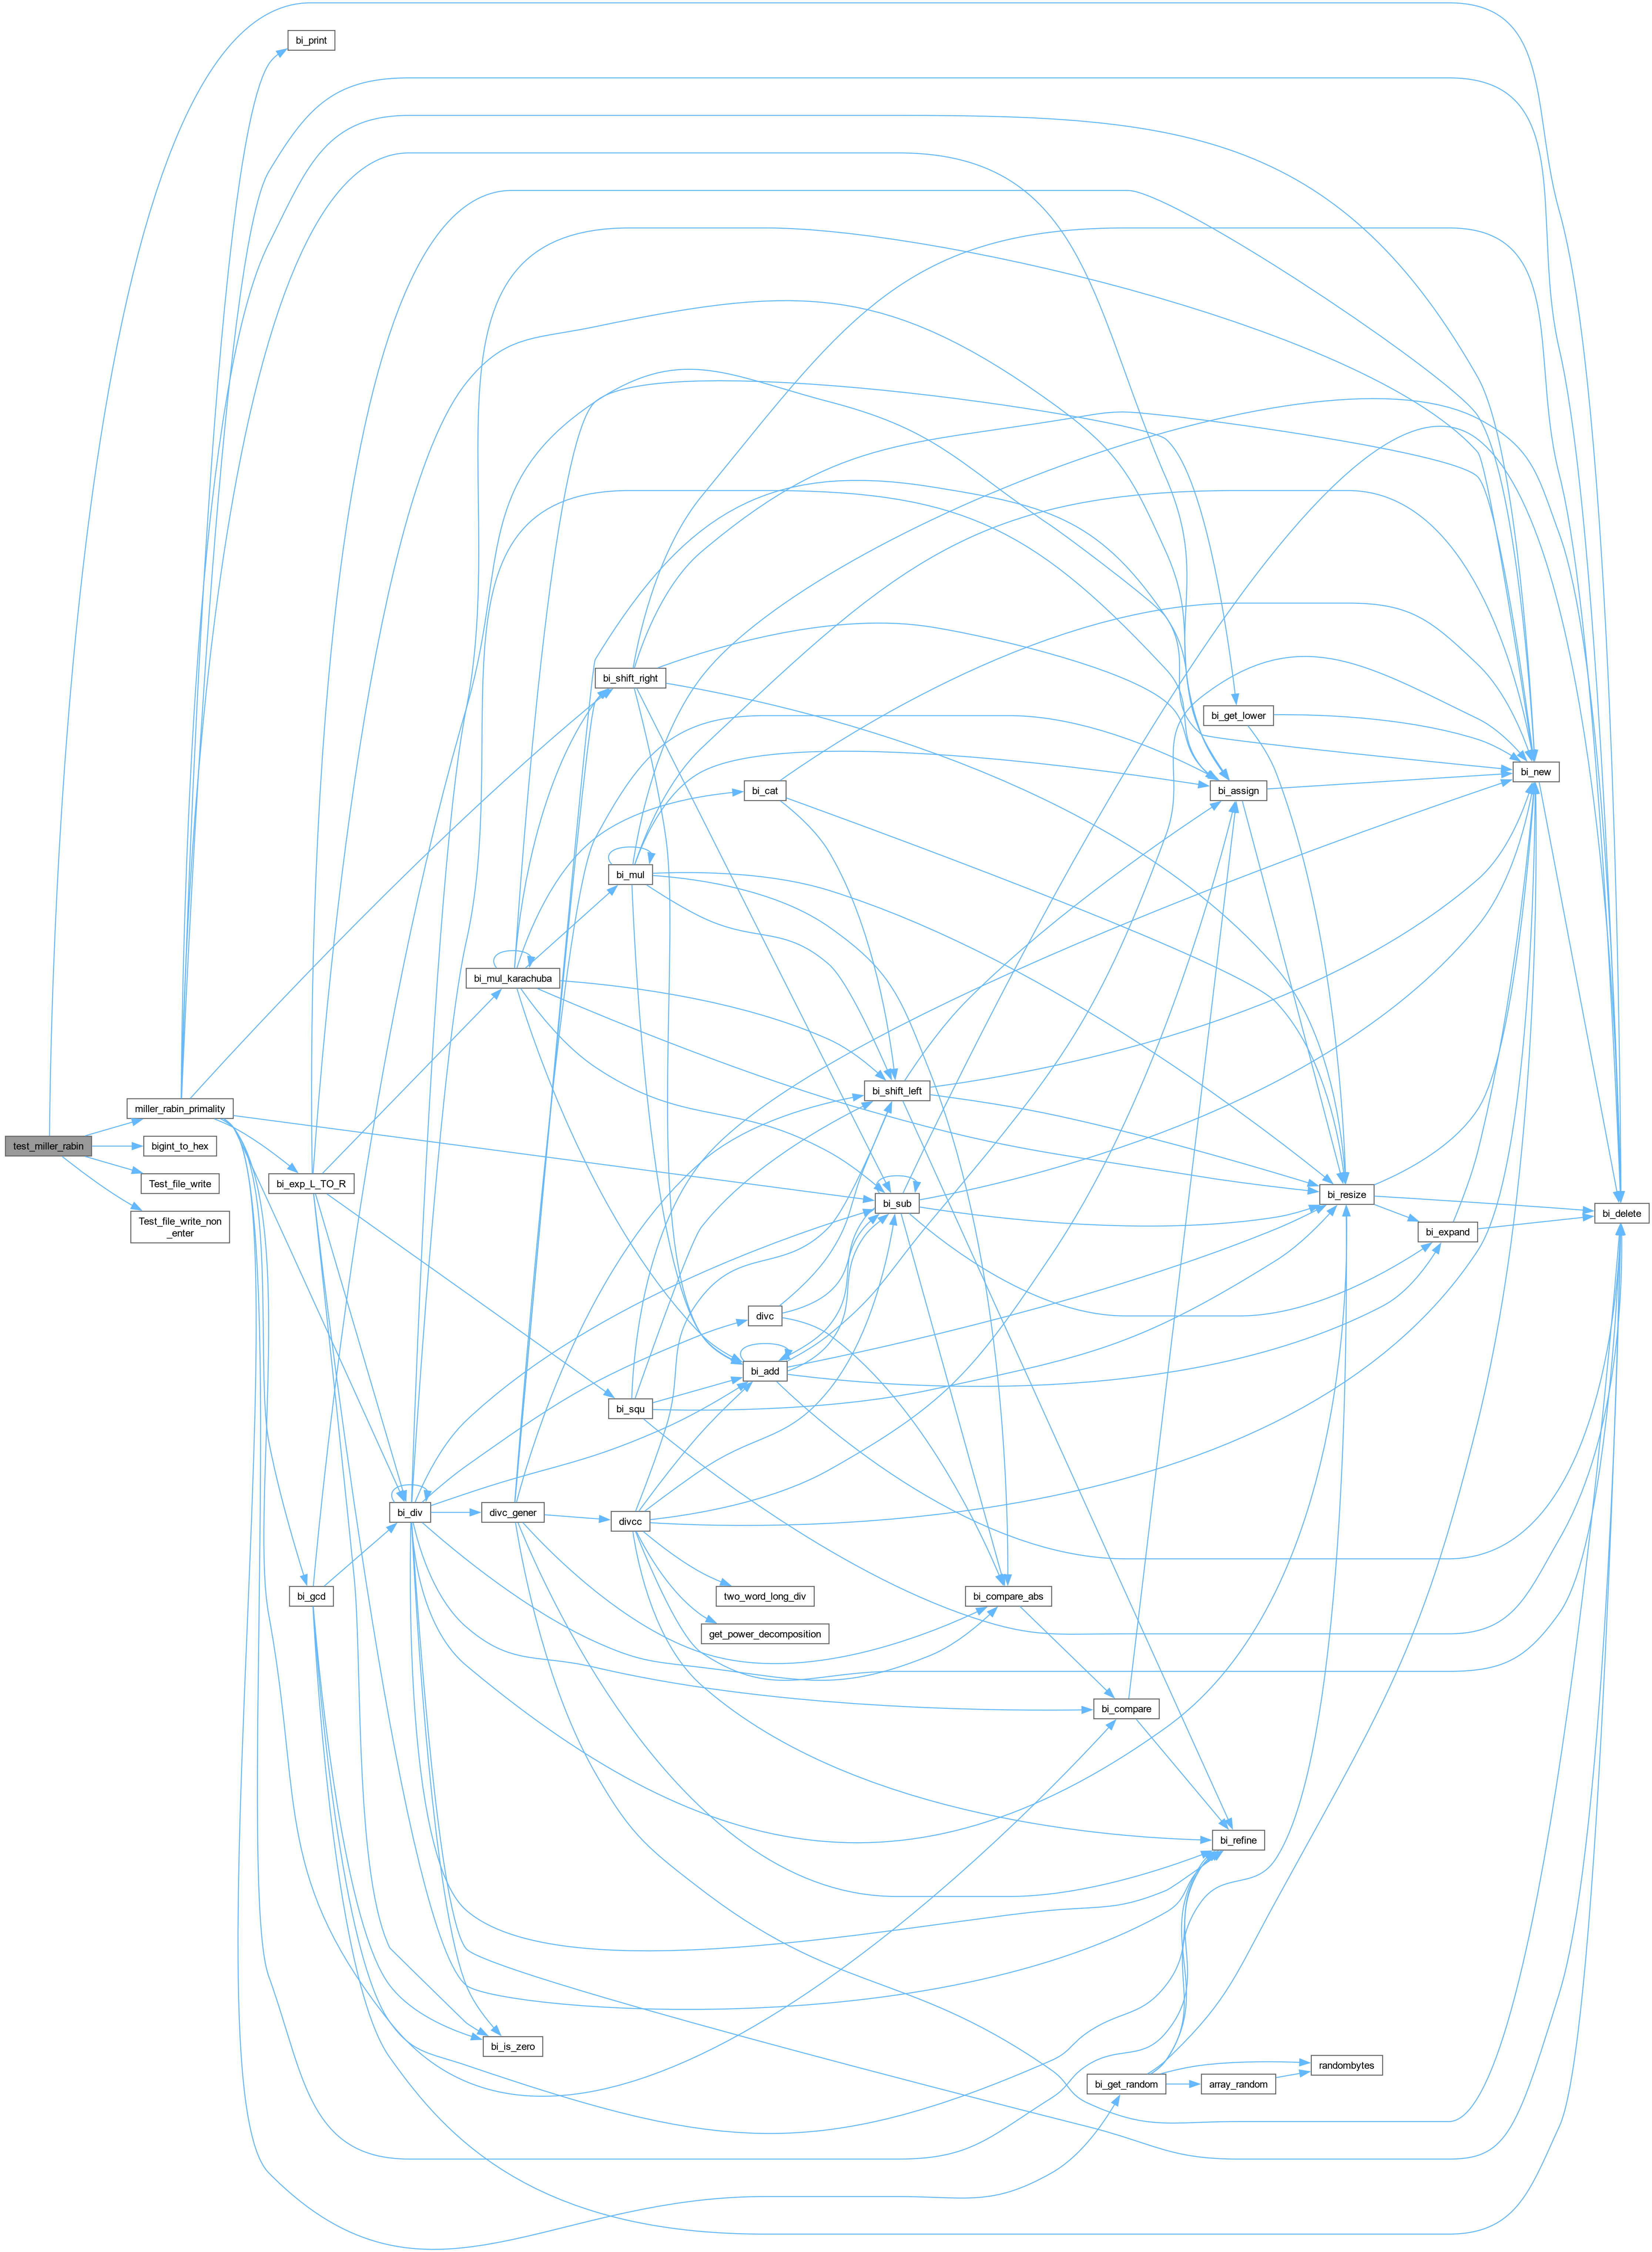 bi_print
bi_shift_right
bi_get_lower
bi_new
bi_cat
bi_assign
bi_mul
bi_mul_karachuba
bi_shift_left
miller_rabin_primality
test_miller_rabin
bigint_to_hex
Test_file_write
bi_exp_L_TO_R
bi_resize
bi_sub
bi_delete
Test_file_write_non
_enter
bi_expand
divc
bi_add
bi_squ
bi_div
divc_gener
divcc
bi_gcd
two_word_long_div
bi_compare_abs
get_power_decomposition
bi_compare
bi_refine
bi_is_zero
randombytes
bi_get_random
array_random